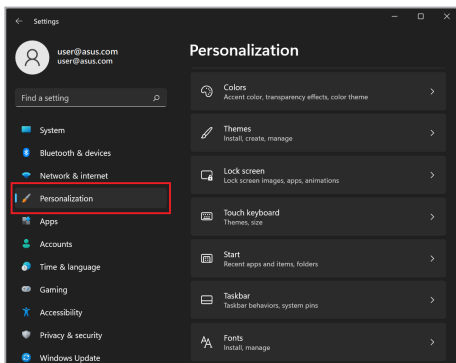 Settings
user@asus.com
user@asus.com
Find a setting
System
Bluetooth & devices
Network & internet
Personalization
Apps
Accounts
Time & language
Gaming
Accessibility
Privacy & security
Windows Update
Personalization
Colors
Accent color, transparency effects, color theme
Themes
Install, create, manage
Lock screen
Lock screen images, apps, animations
Touch keyboard
Themes, size
Start
Recent apps and items, folders
Taskbar
Taskbar behaviors, system pins
Fonts
Install, manage